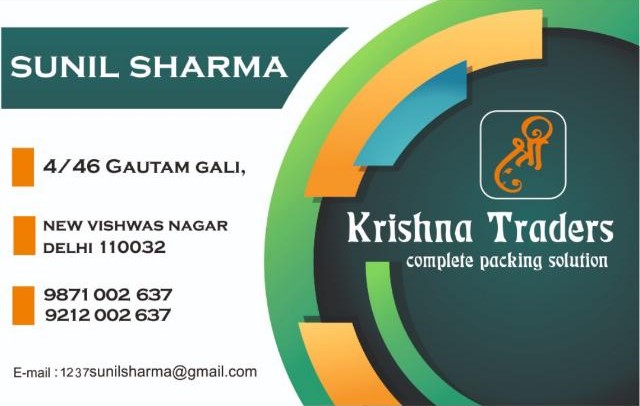 SUNIL SHARMA
4/46 GAUTAM GALI,
NEW VISHWAS NAGAR
DELHI 110032
9871 002 637
9212 002 637
E-mail : 1237sunilsharma@gmail.com
श्री
Krishna Traders
complete packing solution